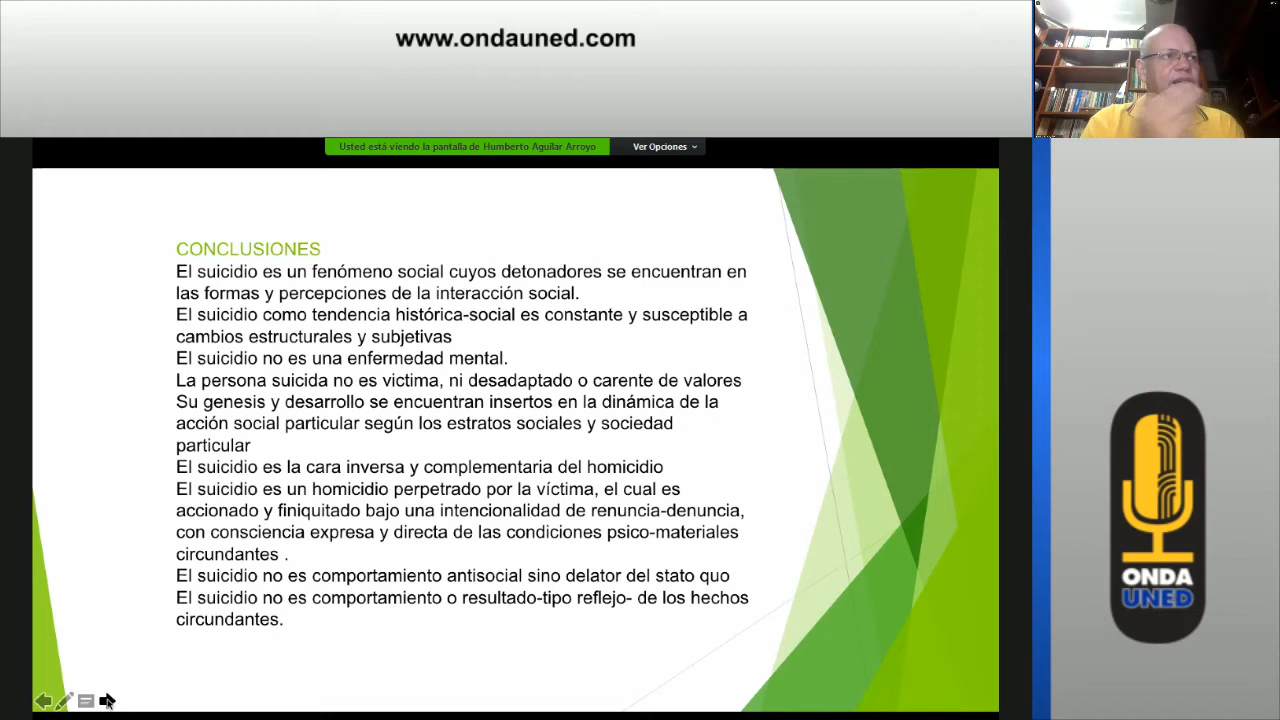 www.ondauned.com
Usted está viendo la pantalla de Humberto Aguilar Arroyo
Ver Opciones
CONCLUSIONES
El suicidio es un fenómeno social cuyos detonadores se encuentran en
las formas y percepciones de la interacción social.
El suicidio como tendencia histórica-social es constante y susceptible a
cambios estructurales y subjetivas
El suicidio no es una enfermedad mental.
La persona suicida no es victima, ni desadaptado o carente de valores
Su genesis y desarrollo se encuentran insertos en la dinámica de la
acción social particular según los estratos sociales y sociedad
particular
El suicidio es la cara inversa y complementaria del homicidio
El suicidio es un homicidio perpetrado por la víctima, el cual es
accionado y finiquitado bajo una intencionalidad de renuncia-denuncia,
con consciencia expresa y directa de las condiciones psico-materiales
circundantes .
El suicidio no es comportamiento antisocial sino delator del stato quo
El suicidio no es comportamiento o resultado-tipo reflejo- de los hechos
circundantes.
ONDA
UNED